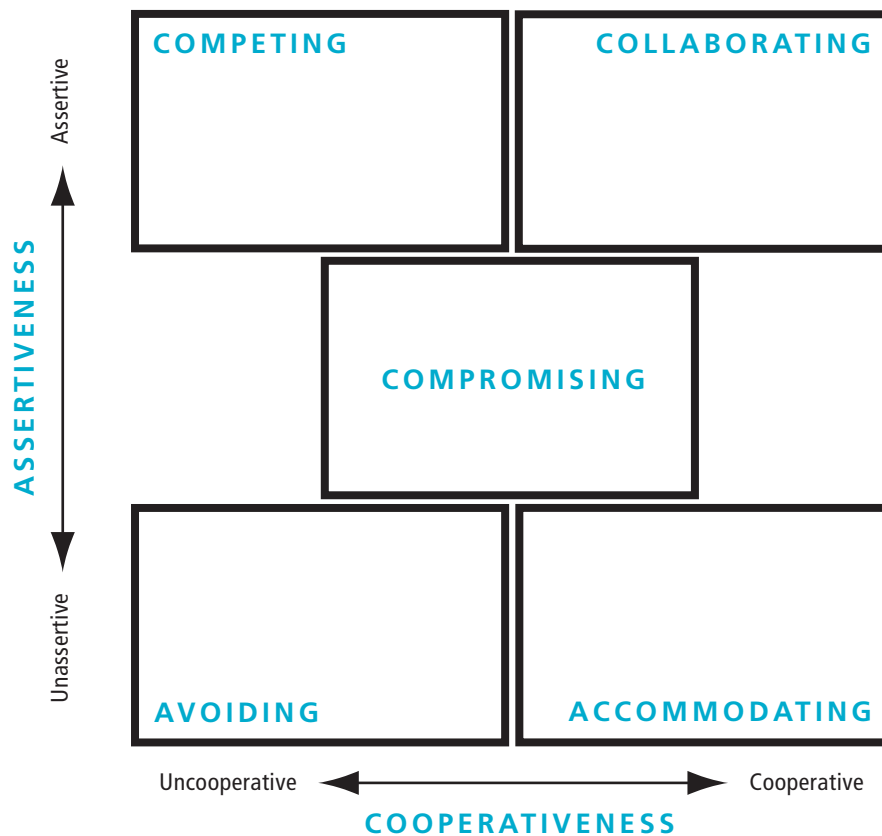 COMPETING
COLLABORATING
Assertive
ASSERTIVENESS
COMPROMISING
Unassertive
AVOIDING
ACCOMMODATING
Uncooperative
Cooperative
COOPERATIVENESS